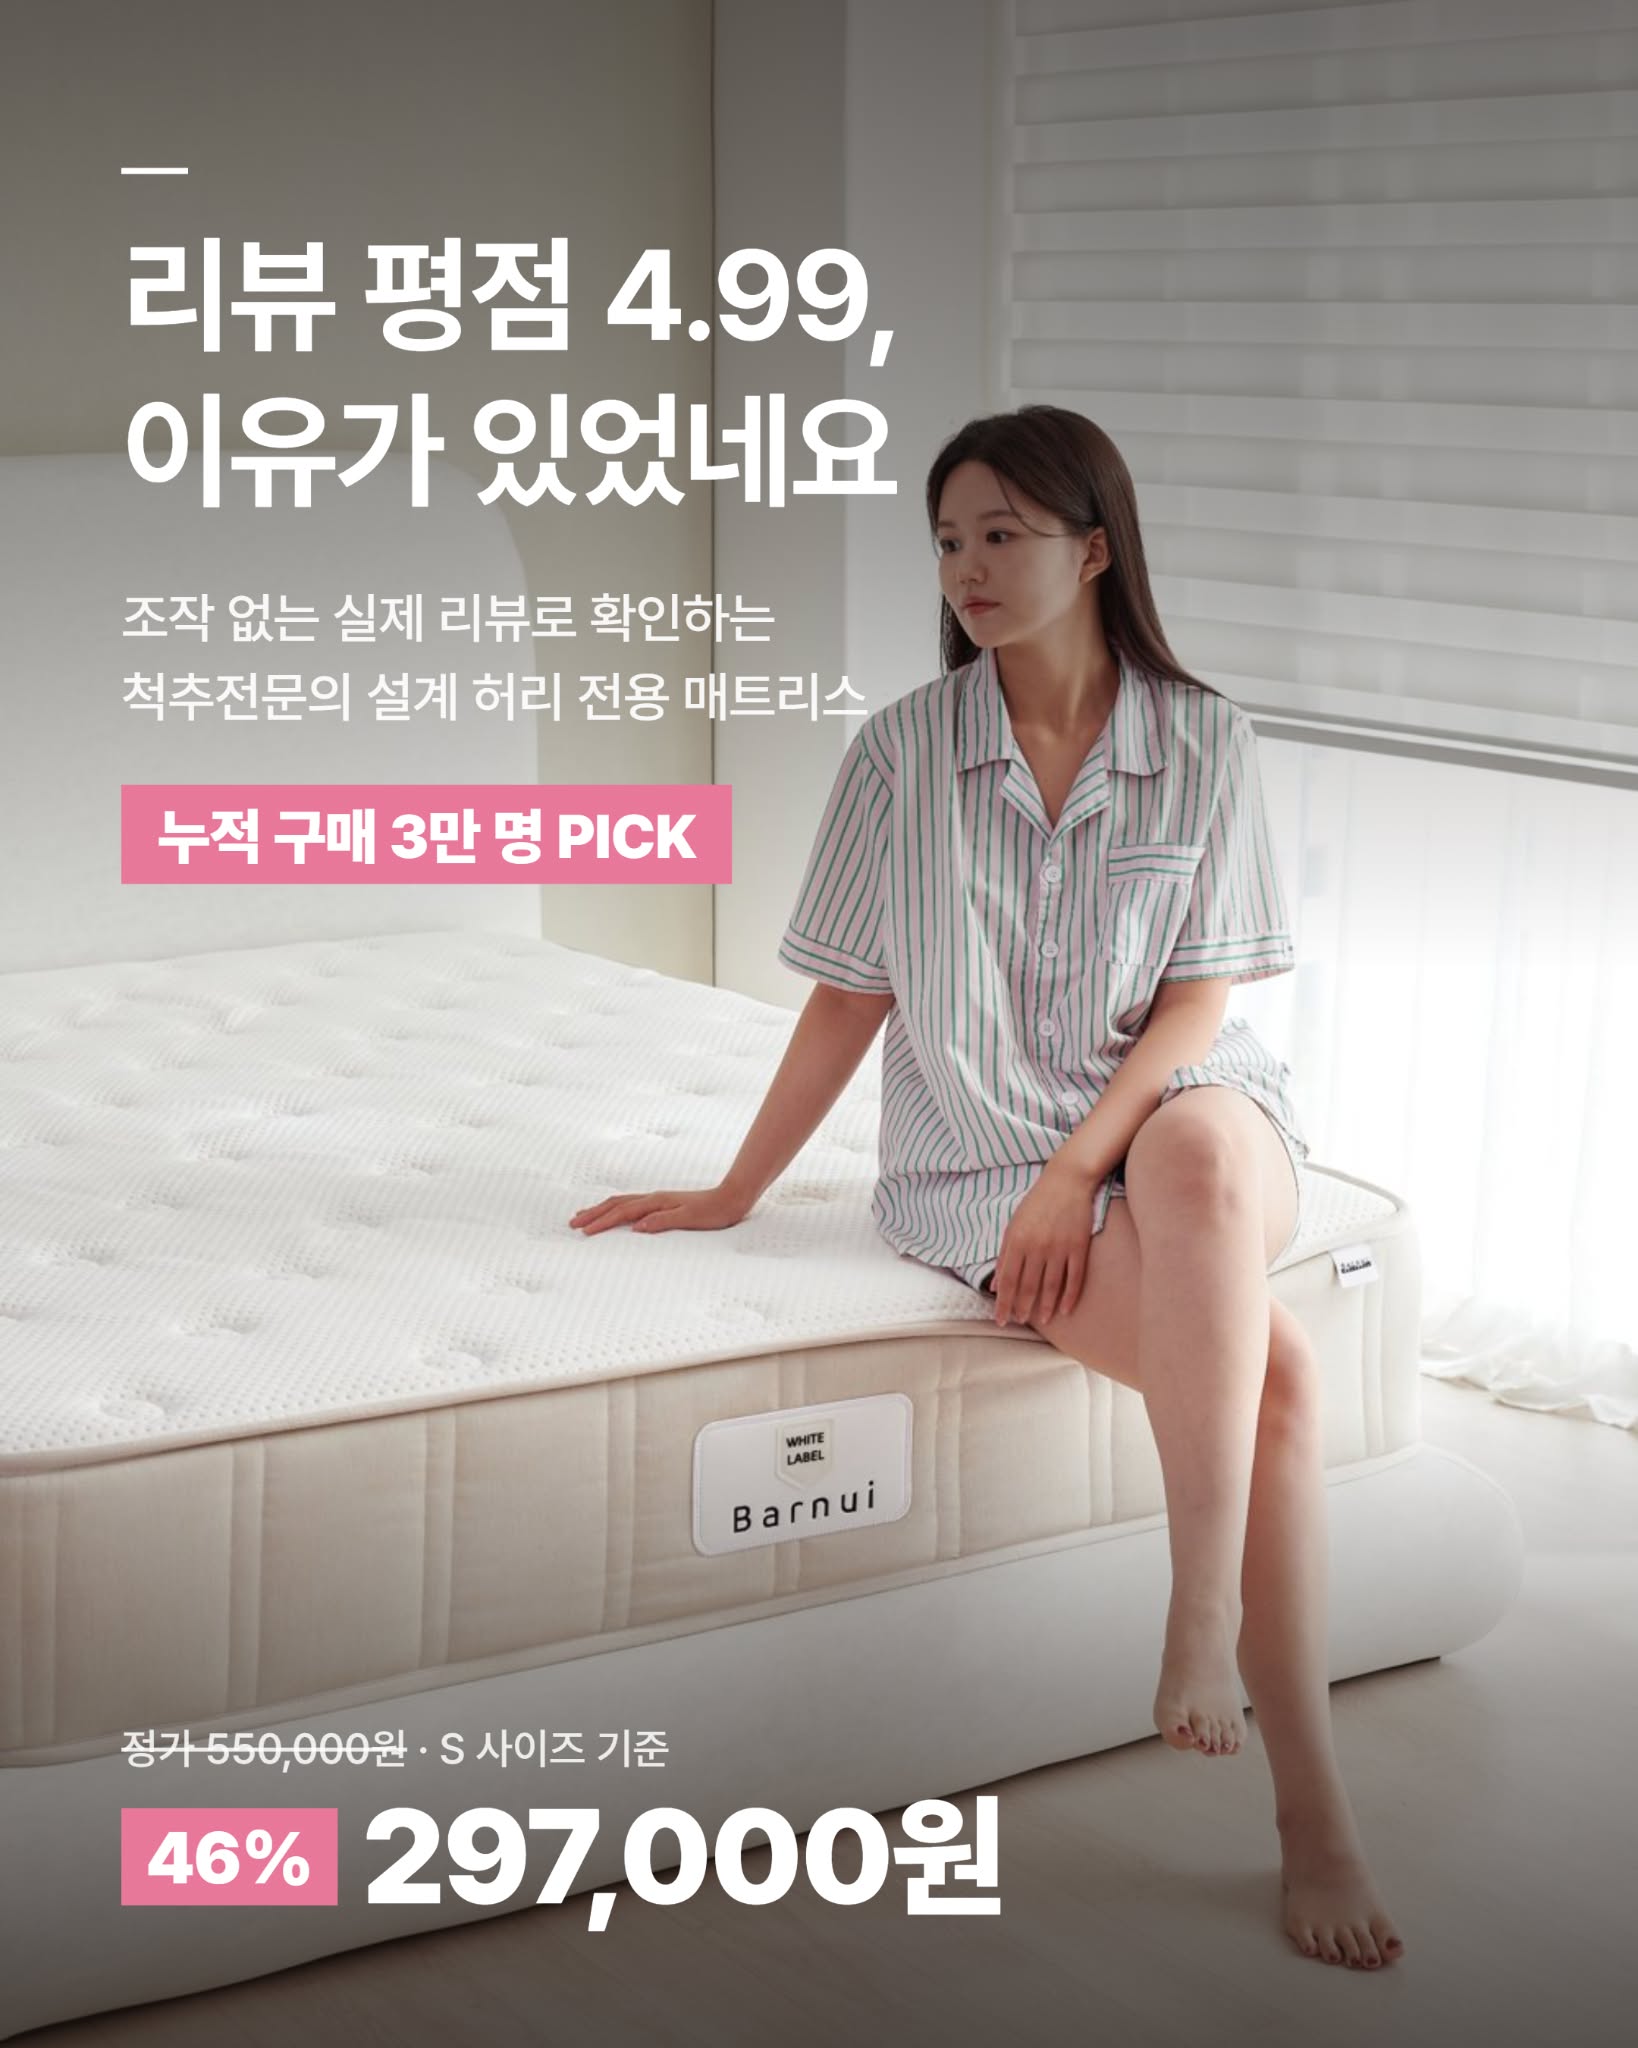 리뷰 평점 4.99,
이유가 있었네요
조작 없는 실제 리뷰로 확인하는
척추전문의 설계 허리 전용 매트리스
누적 구매 3만 명 PICK
WHITE
LABEL
Barnui
정가 550,000원 · S 사이즈 기준
46% 297,000원